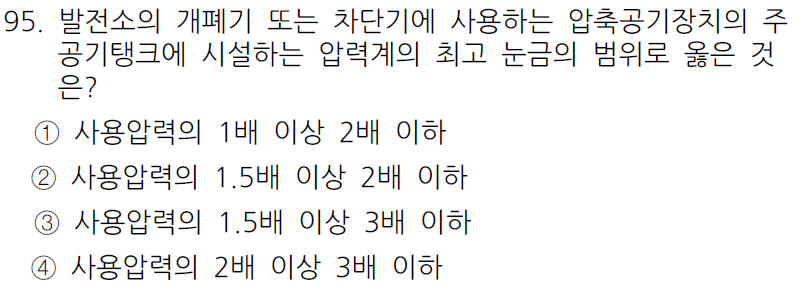 95. 발전소의 개폐기 또는 차단기에 사용하는 압축공기장치의 주
공기탱크에 시설하는 압력계의 최고 눈금의 범위로 옳은 것
은?
① 사용압력의 1배 이상 2배 이하
② 사용압력의 1.5배 이상 2배 이하
③ 사용압력의 1.5배 이상 3배 이하
④ 사용압력의 2배 이상 3배 이하